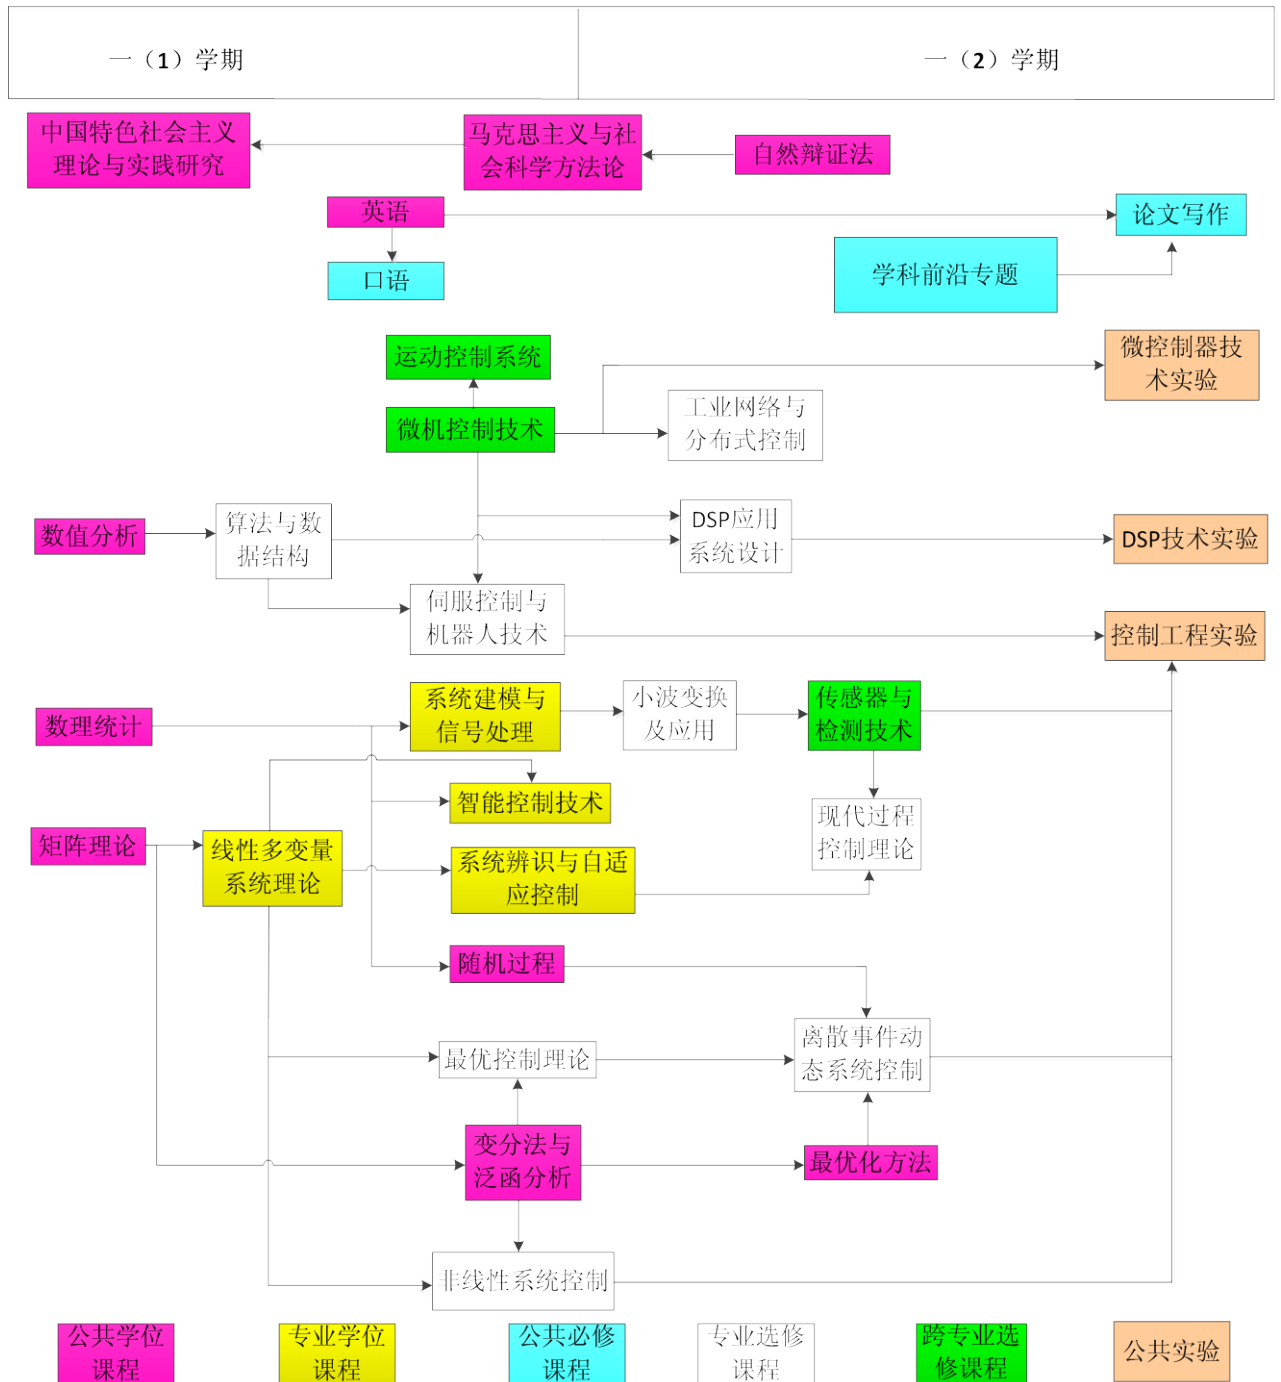 一（1）学期
一（2）学期
中国特色社会主义
理论与实践研究
马克思主义与社
会科学方法论
自然辩证法
英语
论文写作
口语
学科前沿专题
运动控制系统
微控制器技
术实验
微机控制技术
工业网络与
分布式控制
数值分析
算法与数
据结构
DSP应用
系统设计
DSP技术实验
伺服控制与
机器人技术
控制工程实验
数理统计
系统建模与
信号处理
小波变换
及应用
传感器与
检测技术
智能控制技术
现代过程
控制理论
矩阵理论
线性多变量
系统理论
系统辨识与自适
应控制
随机过程
最优控制理论
离散事件动
态系统控制
变分法与
泛函分析
最优化方法
非线性系统控制
公共学位
课程
专业学位
课程
公共必修
课程
专业选修
课程
跨专业选
修课程
公共实验